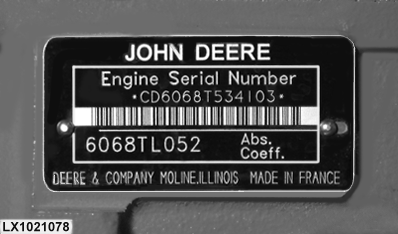 JOHN DEERE
Engine Serial Number
*CD6068T534103*
6068TL052 Abs.
Coeff.
DEERE & COMPANY MOLINE,ILLINOIS MADE IN FRANCE
LX1021078